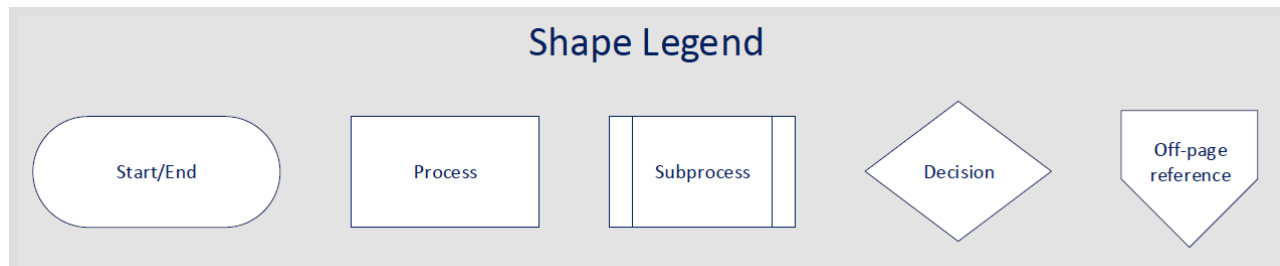 Shape Legend
Start/End
Process
Subprocess
Decision
Off-page
reference